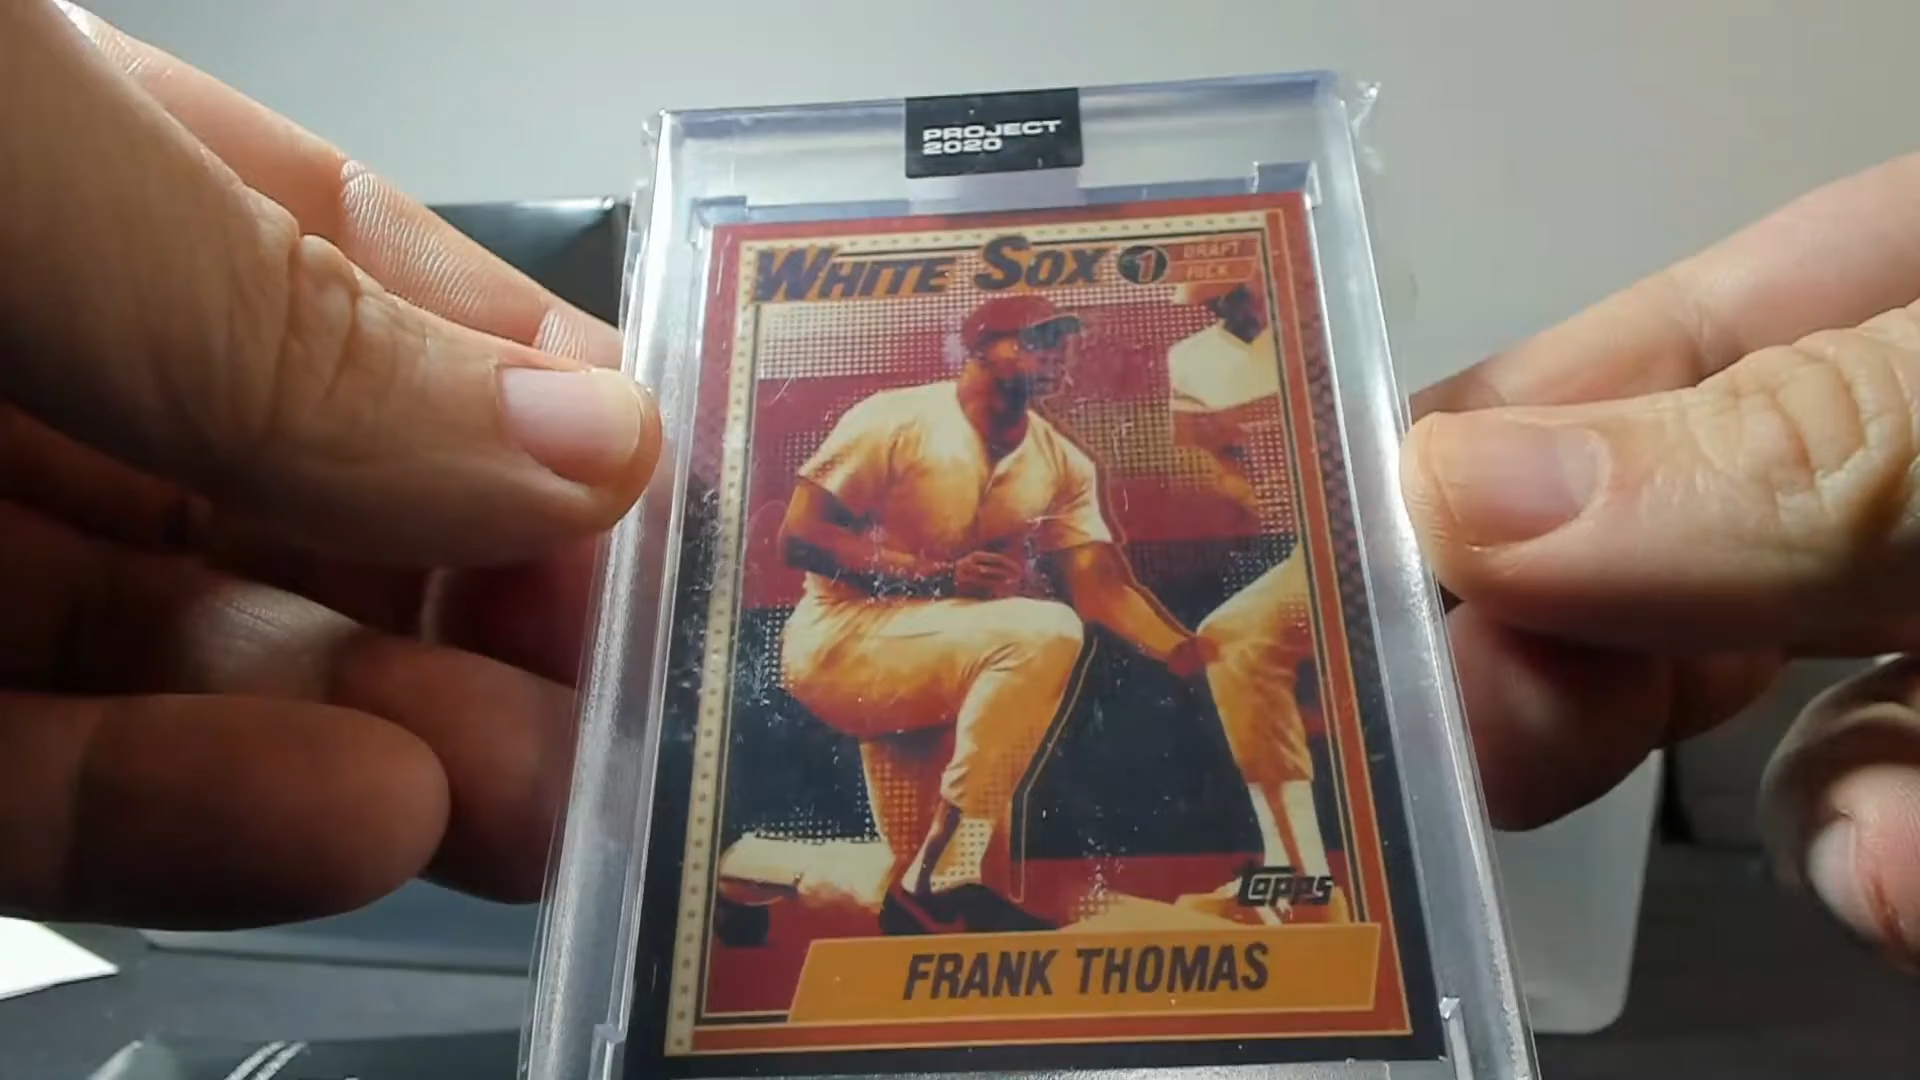 PROJECT
2020
WHITE SOX 1 DRAFT
PICK
topps
FRANK THOMAS